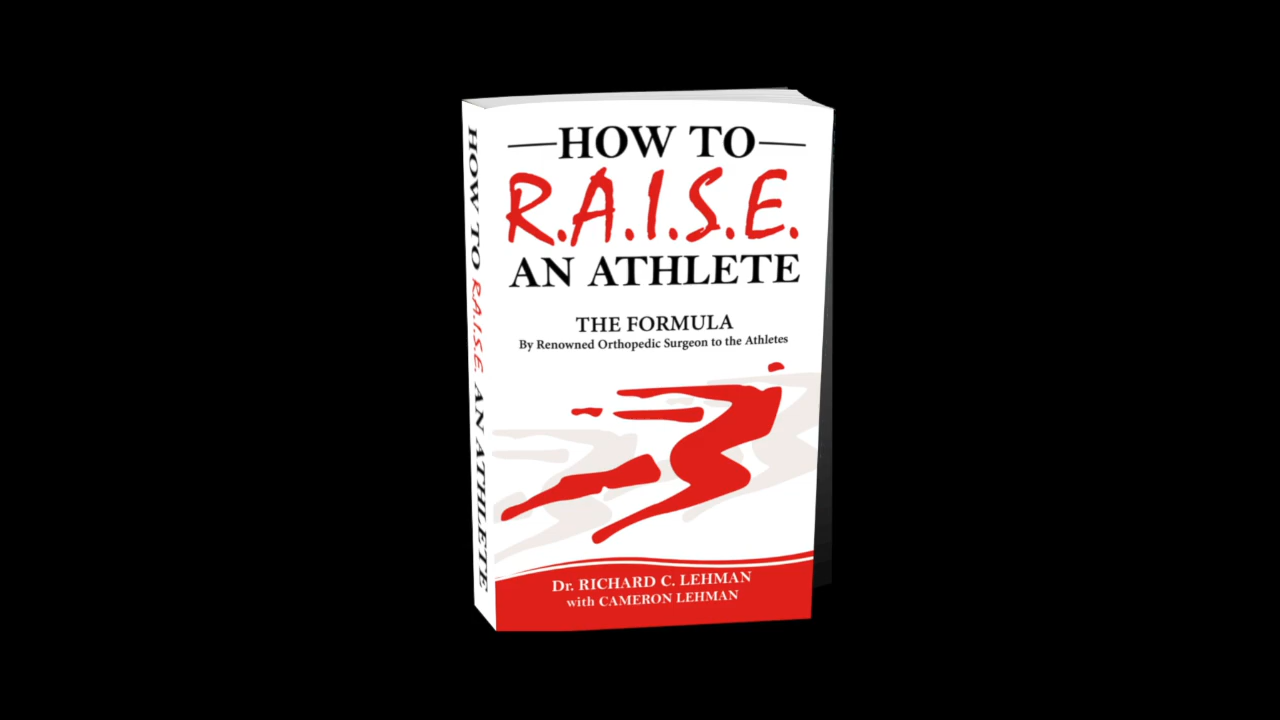 HOW TO
R.A.I.S.E.
AN ATHLETE
THE FORMULA
By Renowned Orthopedic Surgeon to the Athletes
Dr. RICHARD C. LEHMAN
with CAMERON LEHMAN
HOW TO R.A.I.S.E. AN ATHLETE